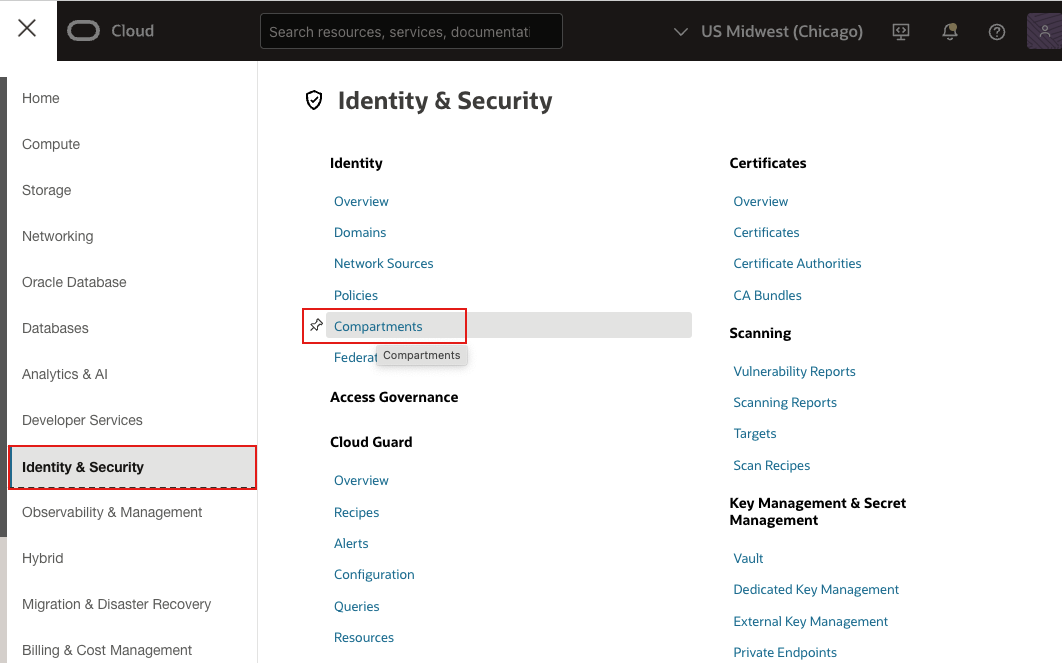 Cloud
Search resources, services, documentati
US Midwest (Chicago)
Home
Compute
Storage
Networking
Oracle Database
Databases
Analytics & AI
Developer Services
Identity & Security
Observability & Management
Hybrid
Migration & Disaster Recovery
Billing & Cost Management
Identity & Security
Identity
Overview
Domains
Network Sources
Policies
Compartments
Federat
Compartments
Access Governance
Cloud Guard
Overview
Recipes
Alerts
Configuration
Queries
Resources
Certificates
Overview
Certificates
Certificate Authorities
CA Bundles
Scanning
Vulnerability Reports
Scanning Reports
Targets
Scan Recipes
Key Management & Secret
Management
Vault
Dedicated Key Management
External Key Management
Private Endpoints